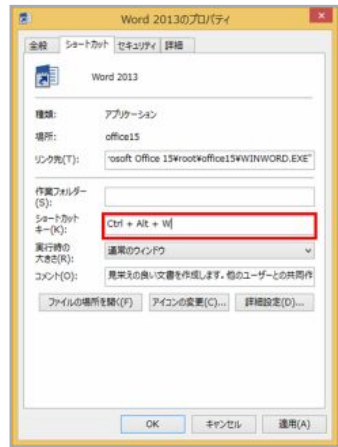 Word 2013のプロパティ
×
全般 ショートカット セキュリティ 詳細
Word 2013
種類: アプリケーション
場所: office15
リンク先(T): ›osoft Office 15¥root¥office15¥WINWORD.EXE"
作業フォルダー
(S):
ショートカット
キー(K): Ctrl + Alt + W
実行時の
大きさ(R): 通常のウィンドウ
コメント(O): 見栄えの良い文書を作成します。他のユーザーとの共同作
ファイルの場所を開く(F) アイコンの変更(C)... 詳細設定(D)...
OK キャンセル 適用(A)